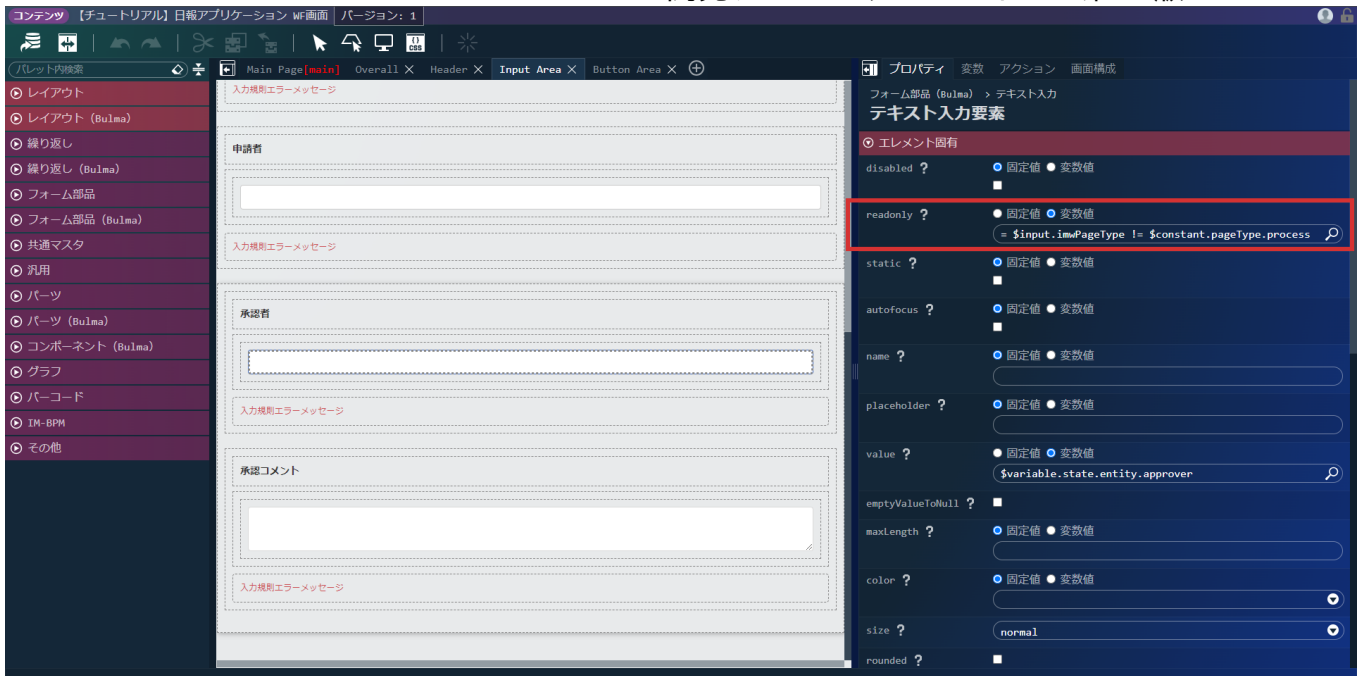 コンテンツ 【チュートリアル】日報アプリケーション WF画面 バージョン: 1
パレット内検索
レイアウト
レイアウト (Bulma)
繰り返し
繰り返し (Bulma)
フォーム部品
フォーム部品 (Bulma)
共通マスタ
汎用
パーツ
パーツ (Bulma)
コンポーネント (Bulma)
グラフ
バーコード
IM-BPM
その他
Main Page[main] Overall Header Input Area Button Area
入力規則エラーメッセージ
申請者
入力規則エラーメッセージ
承認者
入力規則エラーメッセージ
承認コメント
入力規則エラーメッセージ
プロパティ 変数 アクション 画面構成
フォーム部品 (Bulma) > テキスト入力
テキスト入力要素
エレメント固有
disabled ? 固定値 変数値
readonly ? 固定値 変数値
= $input.imwPageType != $constant.pageType.process
static ? 固定値 変数値
autofocus ? 固定値 変数値
name ? 固定値 変数値
placeholder ? 固定値 変数値
value ? 固定値 変数値
$variable.state.entity.approver
emptyValueToNull ?
maxLength ? 固定値 変数値
color ? 固定値 変数値
size ? normal
rounded ?